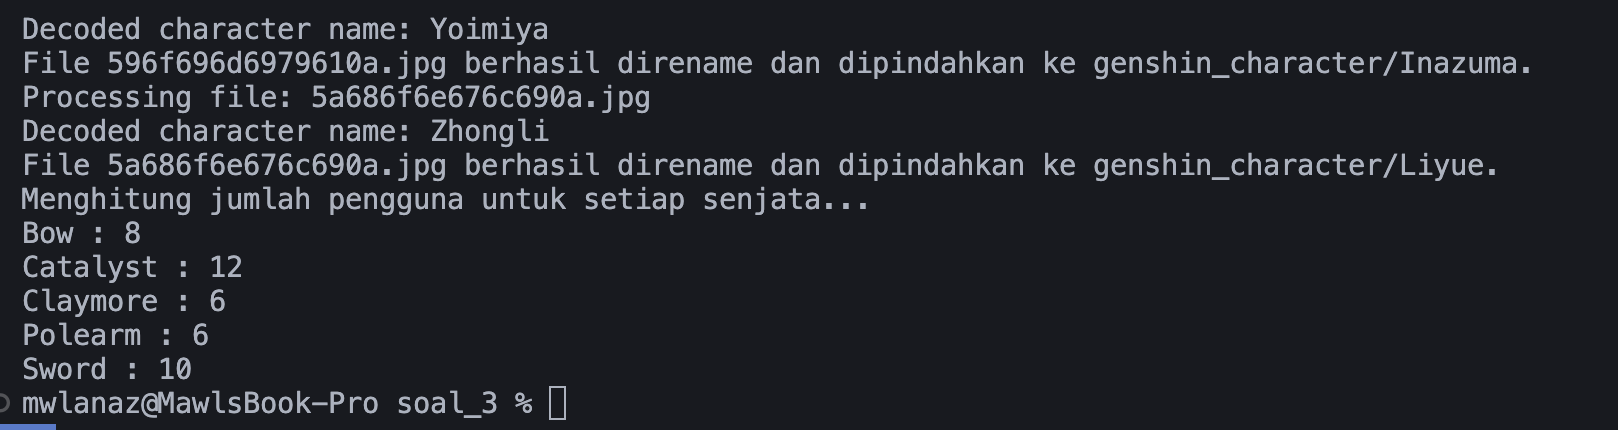 Decoded character name: Yoimiya
File 596f696d6979610a.jpg berhasil direname dan dipindahkan ke genshin_character/Inazuma.
Processing file: 5a686f6e676c690a.jpg
Decoded character name: Zhongli
File 5a686f6e676c690a.jpg berhasil direname dan dipindahkan ke genshin_character/Liyue.
Menghitung jumlah pengguna untuk setiap senjata...
Bow : 8
Catalyst : 12
Claymore : 6
Polearm : 6
Sword : 10
mwlanaz@MawlsBook-Pro soal_3 %